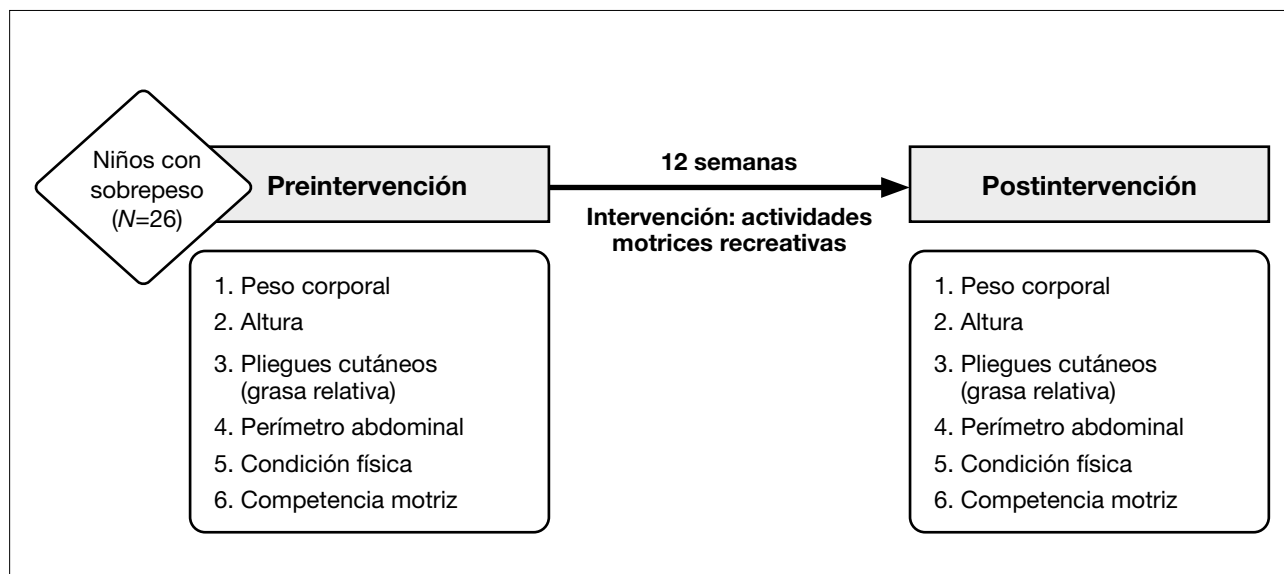 Niños con
sobrepeso
(N=26)
Preintervención
12 semanas
Intervención: actividades
motrices recreativas
Postintervención
1. Peso corporal
2. Altura
3. Pliegues cutáneos
(grasa relativa)
4. Perímetro abdominal
5. Condición física
6. Competencia motriz
1. Peso corporal
2. Altura
3. Pliegues cutáneos
(grasa relativa)
4. Perímetro abdominal
5. Condición física
6. Competencia motriz